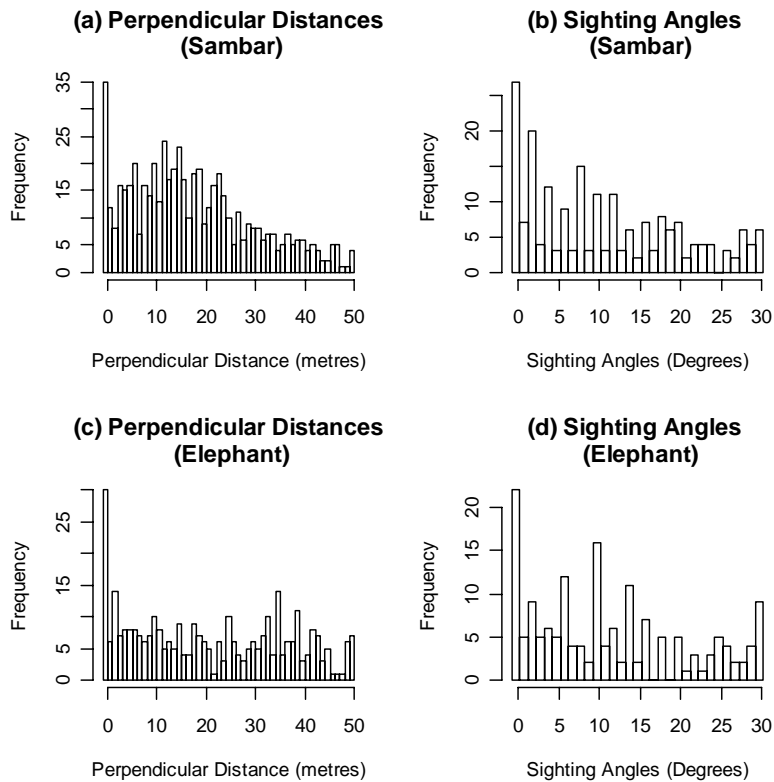 (a) Perpendicular Distances
(Sambar)
Frequency
35
25
15
5
0
0 10 20 30 40 50
Perpendicular Distance (metres)
(b) Sighting Angles
(Sambar)
Frequency
20
10
5
0
0 5 10 15 20 25 30
Sighting Angles (Degrees)
(c) Perpendicular Distances
(Elephant)
Frequency
25
15
5
0
0 10 20 30 40 50
Perpendicular Distance (metres)
(d) Sighting Angles
(Elephant)
Frequency
20
15
10
5
0
0 5 10 15 20 25 30
Sighting Angles (Degrees)